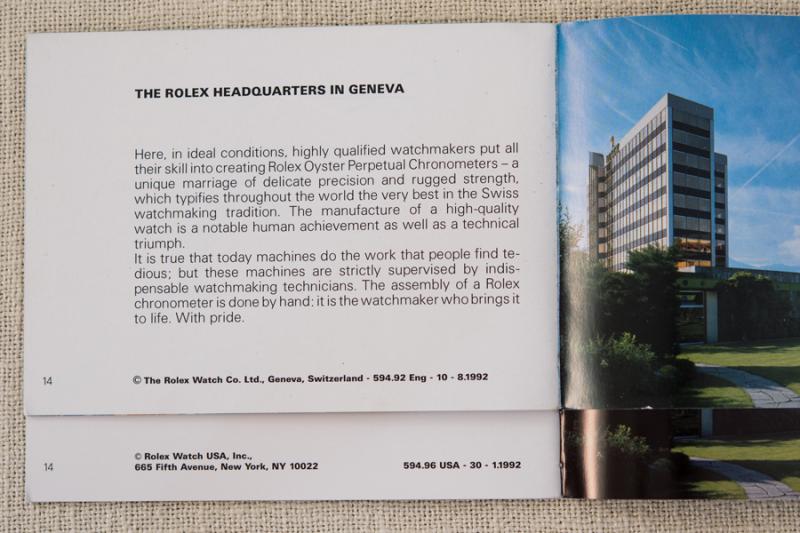 THE ROLEX HEADQUARTERS IN GENEVA
Here, in ideal conditions, highly qualified watchmakers put all
their skill into creating Rolex Oyster Perpetual Chronometers – a
unique marriage of delicate precision and rugged strength,
which typifies throughout the world the very best in the Swiss
watchmaking tradition. The manufacture of a high-quality
watch is a notable human achievement as well as a technical
triumph.
It is true that today machines do the work that people find te-
dious; but these machines are strictly supervised by indis-
pensable watchmaking technicians. The assembly of a Rolex
chronometer is done by hand: it is the watchmaker who brings it
to life. With pride.
14
© The Rolex Watch Co. Ltd., Geneva, Switzerland - 594.92 Eng - 10 - 8.1992
© Rolex Watch USA, Inc.,
14
665 Fifth Avenue, New York, NY 10022
594.96 USA - 30 - 1.1992